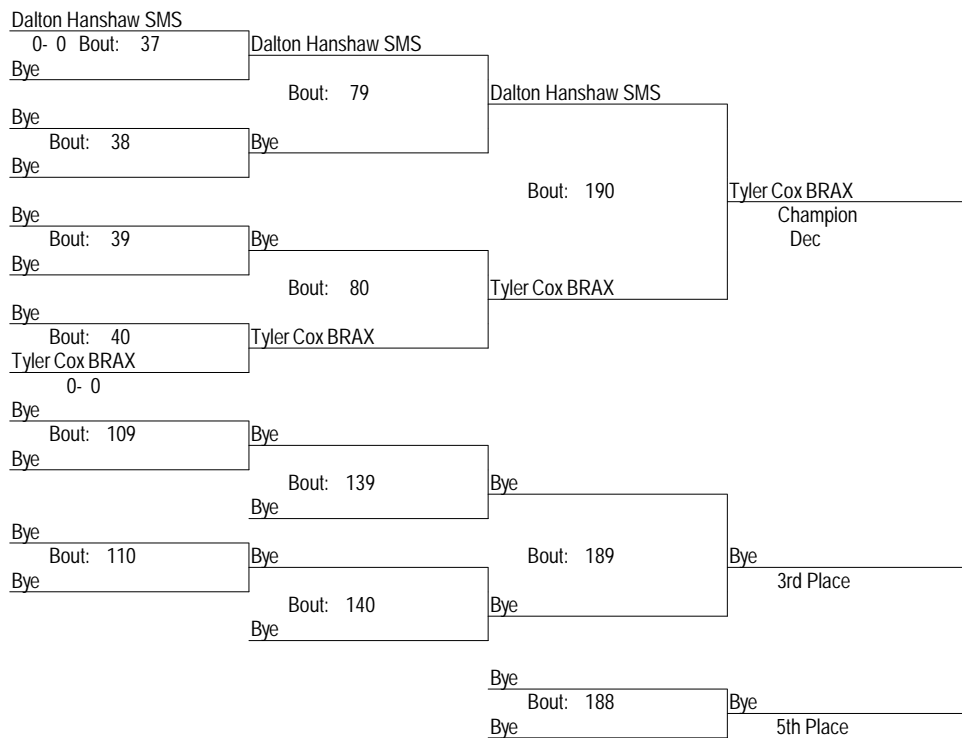 Dalton Hanshaw SMS
0- 0 Bout: 37
Dalton Hanshaw SMS
Bye
Bout: 79
Dalton Hanshaw SMS
Bye
Bout: 38
Bye
Bye
Bout: 190
Tyler Cox BRAX
Champion
Dec
Bye
Bout: 39
Bye
Bye
Bout: 80
Tyler Cox BRAX
Bye
Bout: 40
Tyler Cox BRAX
Tyler Cox BRAX
0- 0
Bye
Bout: 109
Bye
Bye
Bout: 139
Bye
Bye
Bye
Bout: 110
Bye
Bye
Bout: 189
Bye
3rd Place
Bout: 140
Bye
Bye
Bye
Bout: 188
Bye
Bye
5th Place